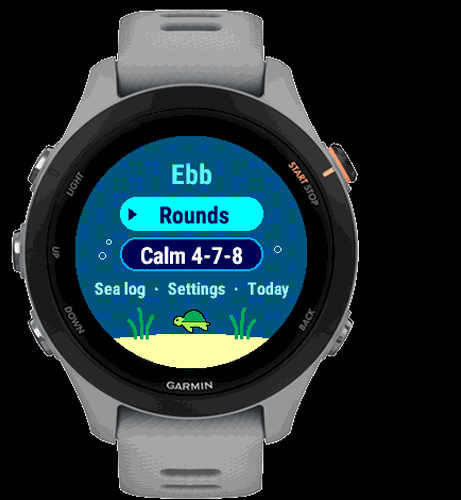 Ebb
LIGHT
START STOP
Rounds
Calm 4-7-8
UP
Sea log · Settings · Today
DOWN
BACK
GARMIN